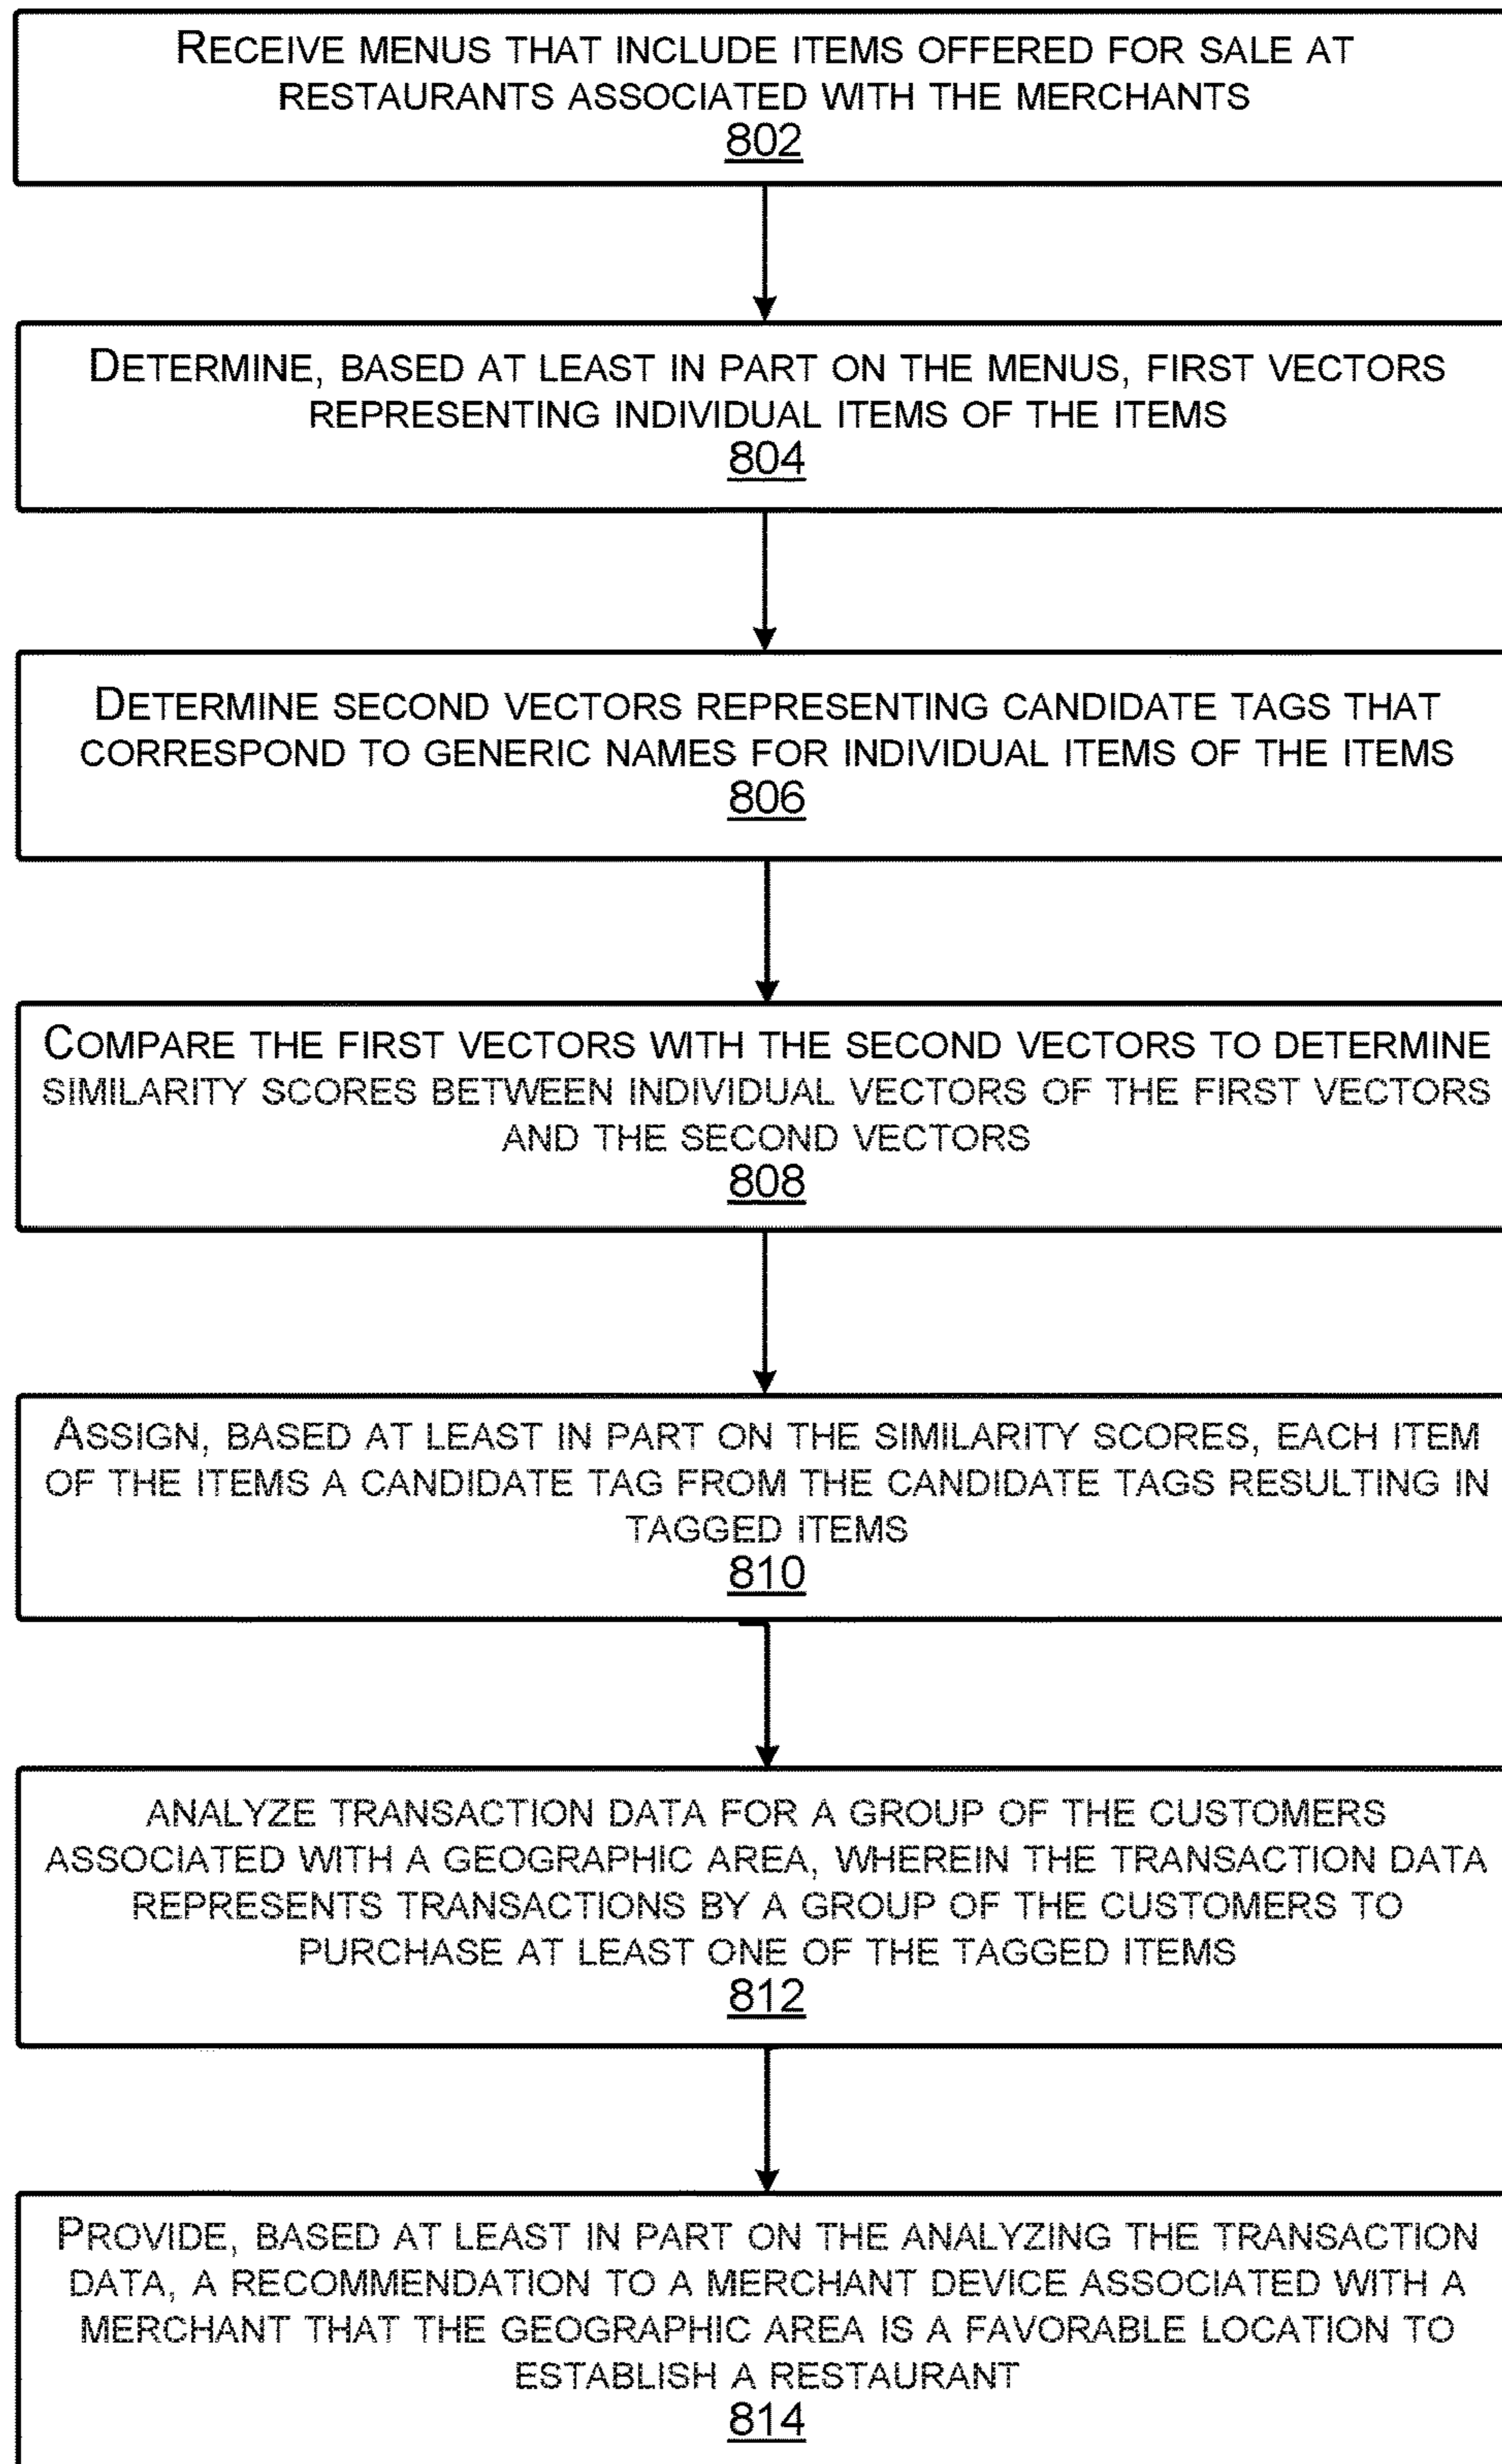 RECEIVE MENUS THAT INCLUDE ITEMS OFFERED FOR SALE AT
RESTAURANTS ASSOCIATED WITH THE MERCHANTS
802
DETERMINE, BASED AT LEAST IN PART ON THE MENUS, FIRST VECTORS
REPRESENTING INDIVIDUAL ITEMS OF THE ITEMS
804
DETERMINE SECOND VECTORS REPRESENTING CANDIDATE TAGS THAT
CORRESPOND TO GENERIC NAMES FOR INDIVIDUAL ITEMS OF THE ITEMS
806
COMPARE THE FIRST VECTORS WITH THE SECOND VECTORS TO DETERMINE
SIMILARITY SCORES BETWEEN INDIVIDUAL VECTORS OF THE FIRST VECTORS
AND THE SECOND VECTORS
808
ASSIGN, BASED AT LEAST IN PART ON THE SIMILARITY SCORES, EACH ITEM
OF THE ITEMS A CANDIDATE TAG FROM THE CANDIDATE TAGS RESULTING IN
TAGGED ITEMS
810
ANALYZE TRANSACTION DATA FOR A GROUP OF THE CUSTOMERS
ASSOCIATED WITH A GEOGRAPHIC AREA, WHEREIN THE TRANSACTION DATA
REPRESENTS TRANSACTIONS BY A GROUP OF THE CUSTOMERS TO
PURCHASE AT LEAST ONE OF THE TAGGED ITEMS
812
PROVIDE, BASED AT LEAST IN PART ON THE ANALYZING THE TRANSACTION
DATA, A RECOMMENDATION TO A MERCHANT DEVICE ASSOCIATED WITH A
MERCHANT THAT THE GEOGRAPHIC AREA IS A FAVORABLE LOCATION TO
ESTABLISH A RESTAURANT
814